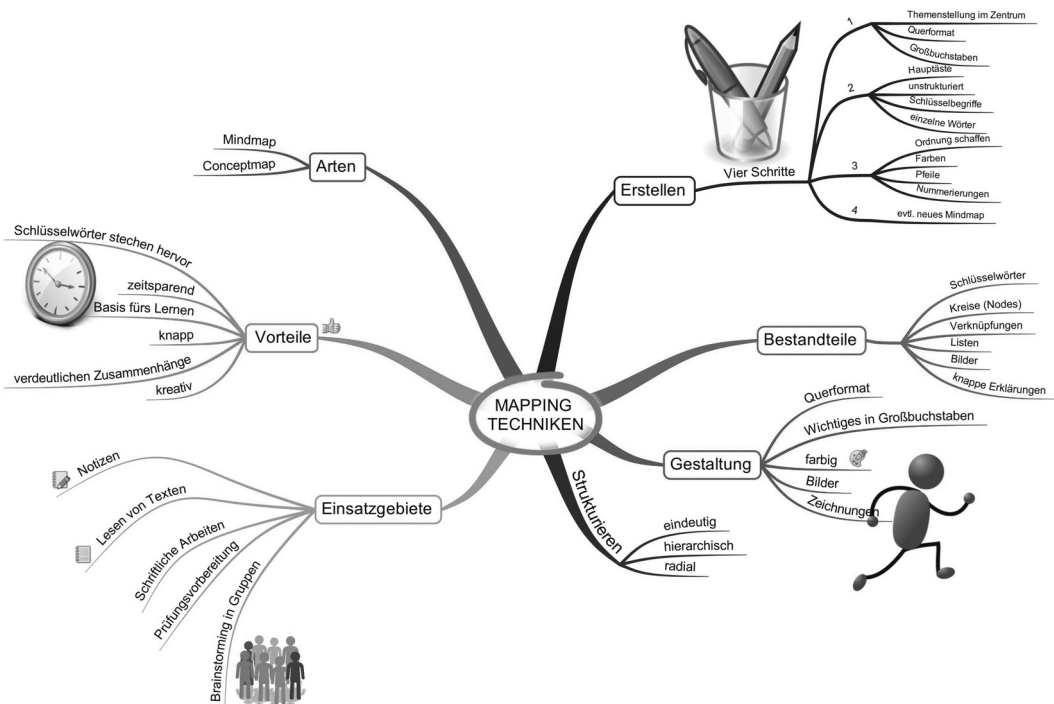 MAPPING
TECHNIKEN
Erstellen
Vier Schritte
1
Themenstellung im Zentrum
Querformat
Großbuchstaben
2
Hauptäste
unstrukturiert
Schlüsselbegriffe
einzelne Wörter
3
Ordnung schaffen
Farben
Pfeile
Nummerierungen
4
evtl. neues Mindmap
Bestandteile
Schlüsselwörter
Kreise (Nodes)
Verknüpfungen
Listen
Bilder
knappe Erklärungen
Gestaltung
Querformat
Wichtiges in Großbuchstaben
farbig
Bilder
Zeichnungen
Strukturieren
eindeutig
hierarchisch
radial
Einsatzgebiete
Notizen
Lesen von Texten
Schriftliche Arbeiten
Prüfungsvorbereitung
Brainstorming in Gruppen
Vorteile
Schlüsselwörter stechen hervor
zeitsparend
Basis fürs Lernen
knapp
verdeutlichen Zusammenhänge
kreativ
Arten
Mindmap
Conceptmap